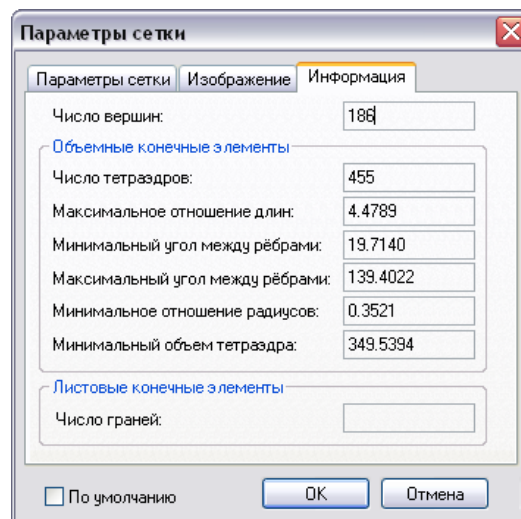 Параметры сетки
Параметры сетки Изображение Информация
Число вершин: 186
Объемные конечные элементы
Число тетраэдров: 455
Максимальное отношение длин: 4.4789
Минимальный угол между рёбрами: 19.7140
Максимальный угол между рёбрами: 139.4022
Минимальное отношение радиусов: 0.3521
Минимальный объем тетраэдра: 349.5394
Листовые конечные элементы
Число граней:
По умолчанию OK Отмена